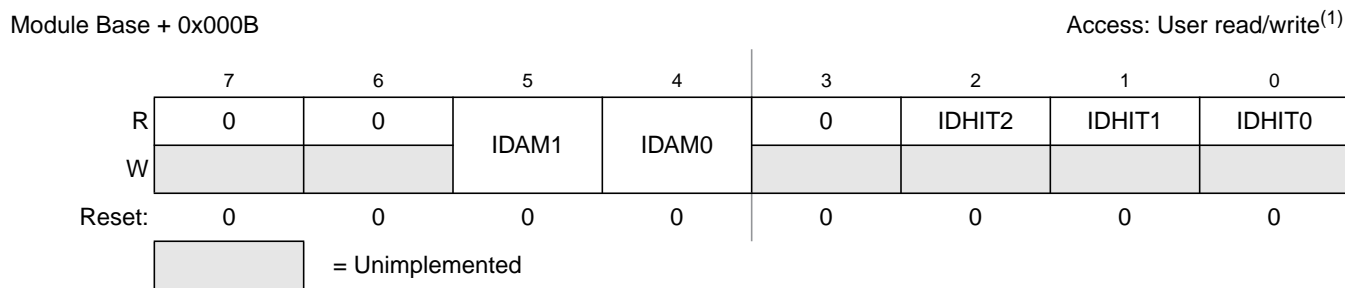 Module Base + 0x000B Access: User read/write(1)
7 6 5 4 3 2 1 0
R 0 0 IDAM1 IDAM0 0 IDHIT2 IDHIT1 IDHIT0
W
Reset: 0 0 0 0 0 0 0 0
= Unimplemented